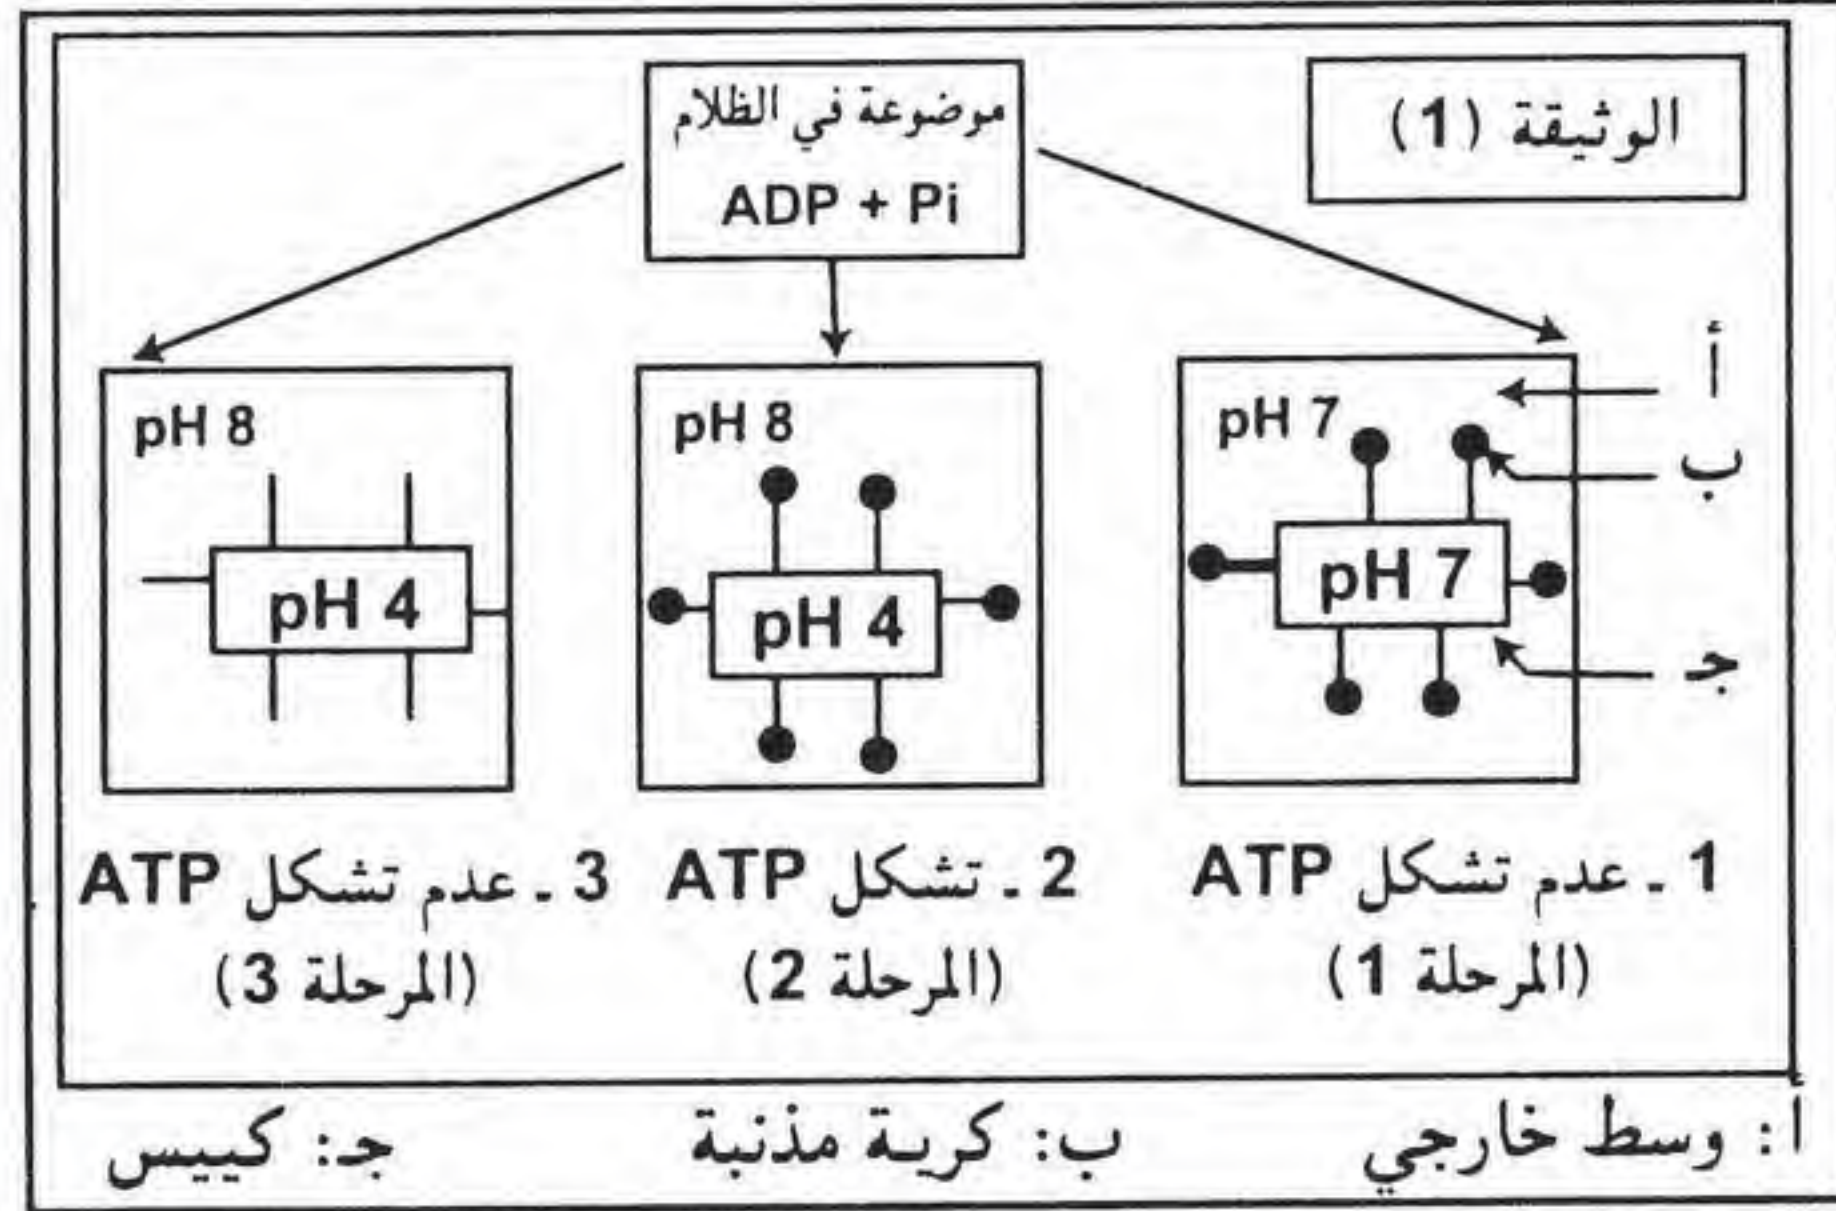 الوثيقة (1)
موضوعة في الظلام
ADP + Pi
أ
ب
جـ
pH 7
pH 7
pH 8
pH 4
pH 8
pH 4
1 ـ عدم تشكل ATP
(المرحلة 1)
2 ـ تشكل ATP
(المرحلة 2)
3 ـ عدم تشكل ATP
(المرحلة 3)
أ: وسط خارجي
ب: كرية مذنبة
جـ: كييس